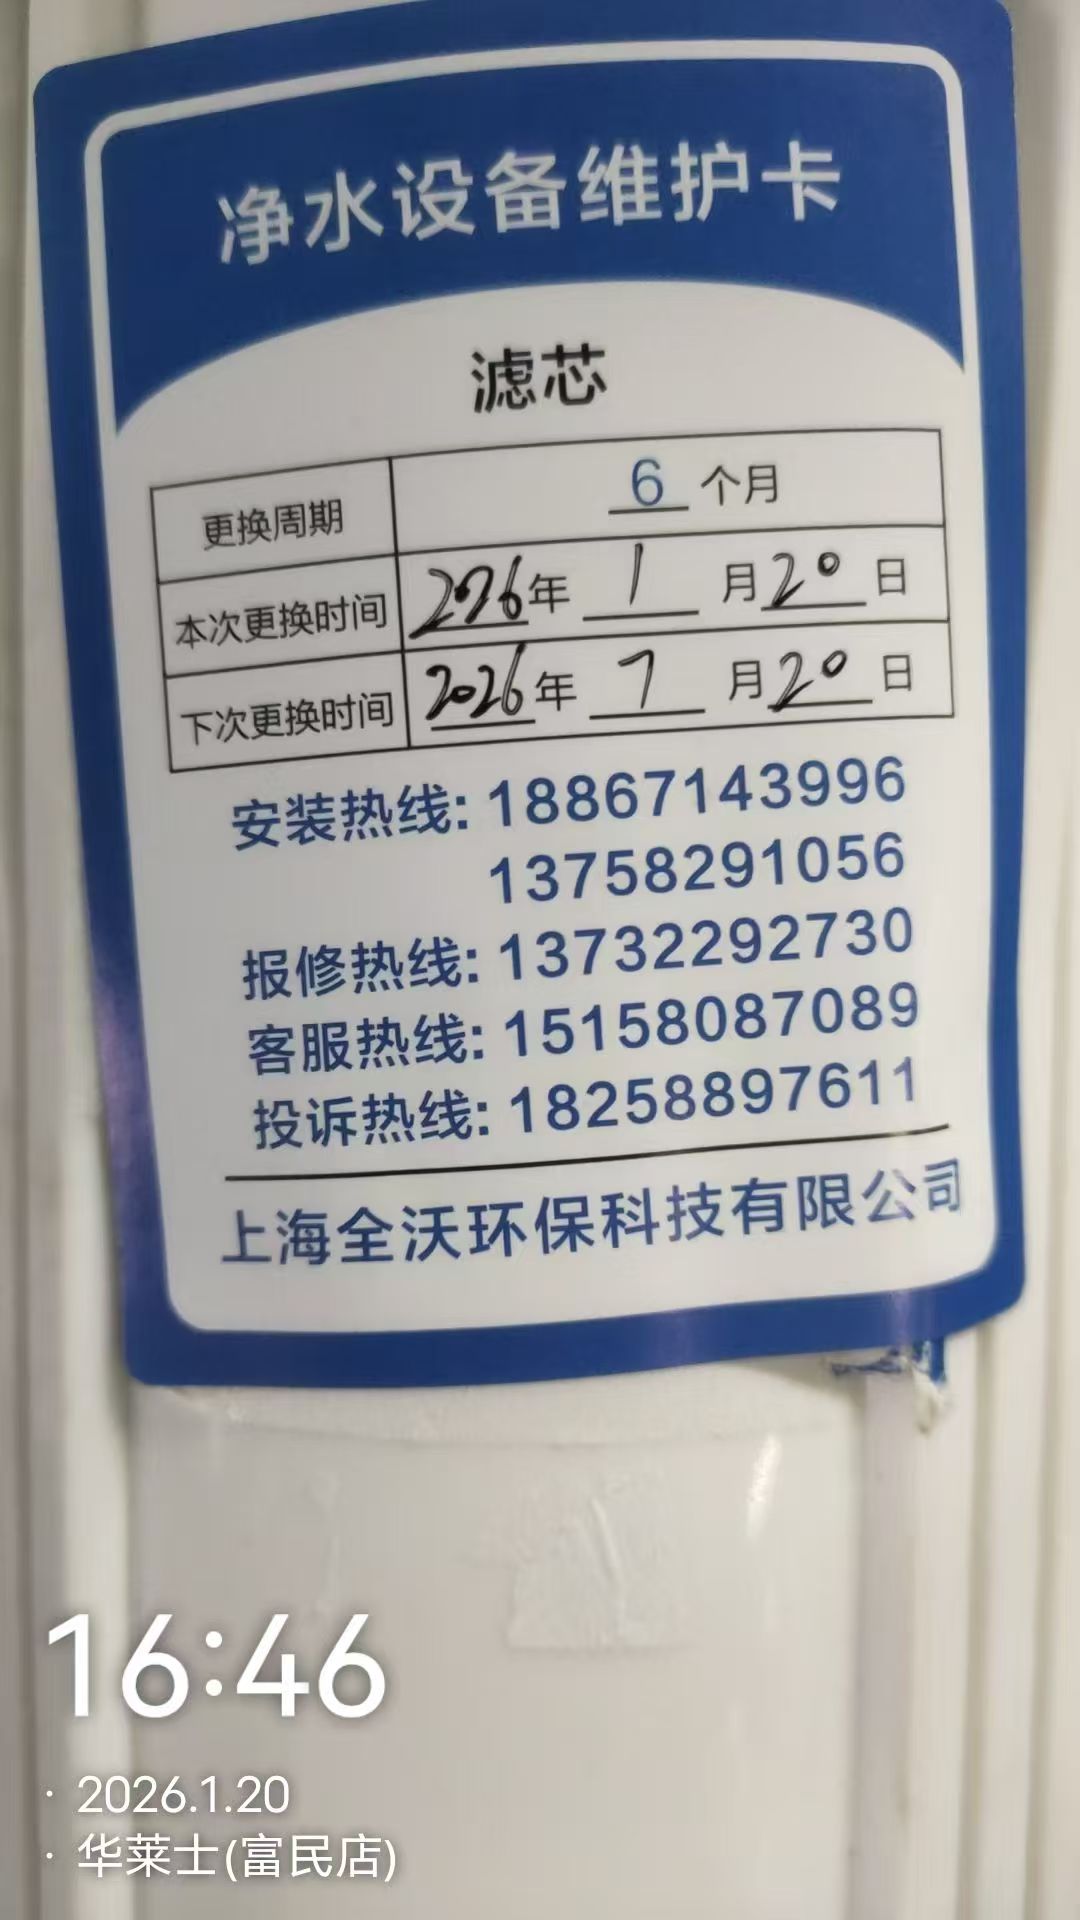 净水设备维护卡
滤芯
更换周期 6 个月
本次更换时间 2026年 1 月 20 日
下次更换时间 2026年 7 月 20 日
安装热线: 18867143996
13758291056
报修热线: 13732292730
客服热线: 15158087089
投诉热线: 18258897611
上海全沃环保科技有限公司
16:46
· 2026.1.20
· 华莱士(富民店)